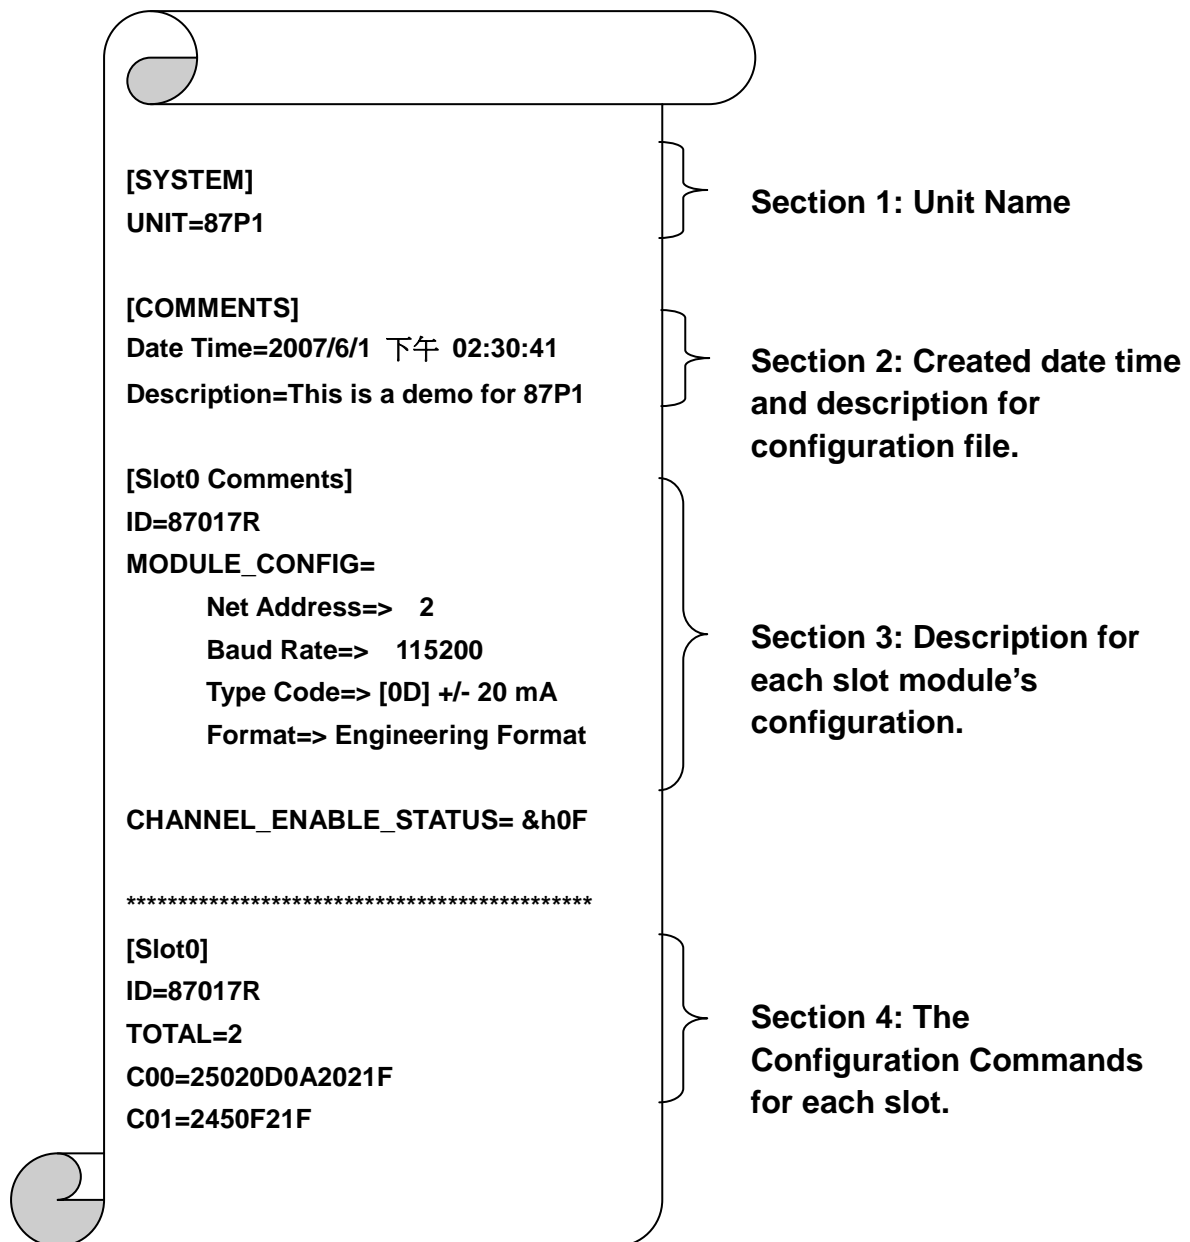 [SYSTEM]
UNIT=87P1
Section 1: Unit Name
[COMMENTS]
Date Time=2007/6/1 下午 02:30:41
Description=This is a demo for 87P1
Section 2: Created date time
and description for
configuration file.
[Slot0 Comments]
ID=87017R
MODULE_CONFIG=
Net Address=> 2
Baud Rate=> 115200
Type Code=> [0D] +/- 20 mA
Format=> Engineering Format
CHANNEL_ENABLE_STATUS= &h0F
Section 3: Description for
each slot module’s
configuration.
**********************************************
[Slot0]
ID=87017R
TOTAL=2
C00=25020D0A2021F
C01=2450F21F
Section 4: The
Configuration Commands
for each slot.